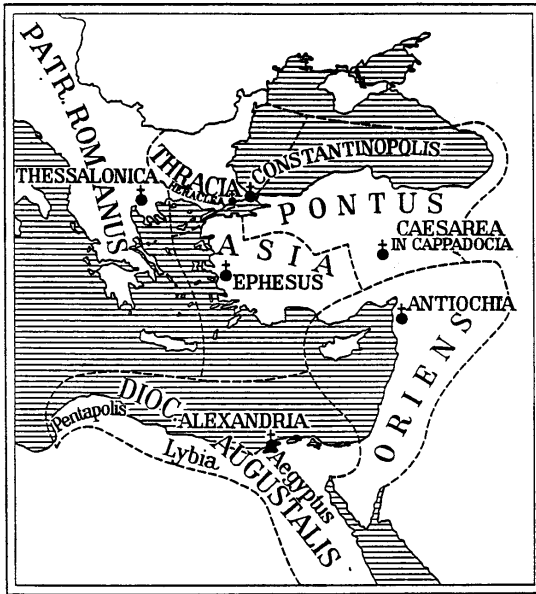 PATR. ROMANUS
THESSALONICA
THRACIA
HERACLEA
CONSTANTINOPOLIS
PONTUS
ASIA
CAESAREA
IN CAPPADOCIA
EPHESUS
ANTIOCHIA
ORIENS
DIOC. AUGUSTALIS
ALEXANDRIA
Pentapolis
Lybia
Aegyptus